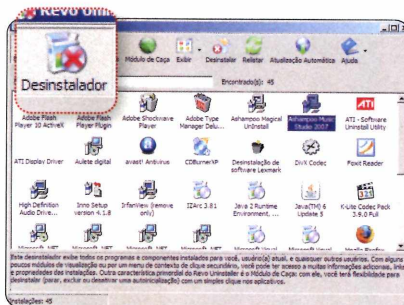 Desinstalador
Módulo de Caça Exibir Desinstalar Relistar Atualização Automática Ajuda
Encontrado(s): 45
Adobe Flash Player 10 ActiveX
Adobe Flash Player Plugin
Adobe Shockwave Player
Adobe Type Manager Delu...
Ashampoo Magical UnInstall
Ashampoo Music Studio 2007
ATI - Software Uninstall Utility
ATI Display Driver
Aulete digital
avast! Antivirus
CDBurnerXP
Desinstalação de software Lexmark
DivX Codec
Foxit Reader
High Definition Audio Drive...
Inno Setup version 4.1.8
IrfanView (remove only)
IZArc 3.81
Java 2 Runtime Environment, ...
Java(TM) 6 Update 5
K-Lite Codec Pack 3.9.0 Full
Este desinstalador exibe todos os programas e componentes instalados para você, usuário(a) atual, e qualquer outros usuários. Com alguns
poucos módulos de visualização ou por um menu de contexto de clique secundário, você pode ter acesso a muitas informações adicionais, links
e propriedades das instalações. Outra característica primordial do Revo Uninstaller é o Módulo de Caça: com ele, você terá flexibilidade para
desinstalar (parar, excluir ou desativar uma autoinicialização) com um simples clique nos aplicativos.
Instalações: 45